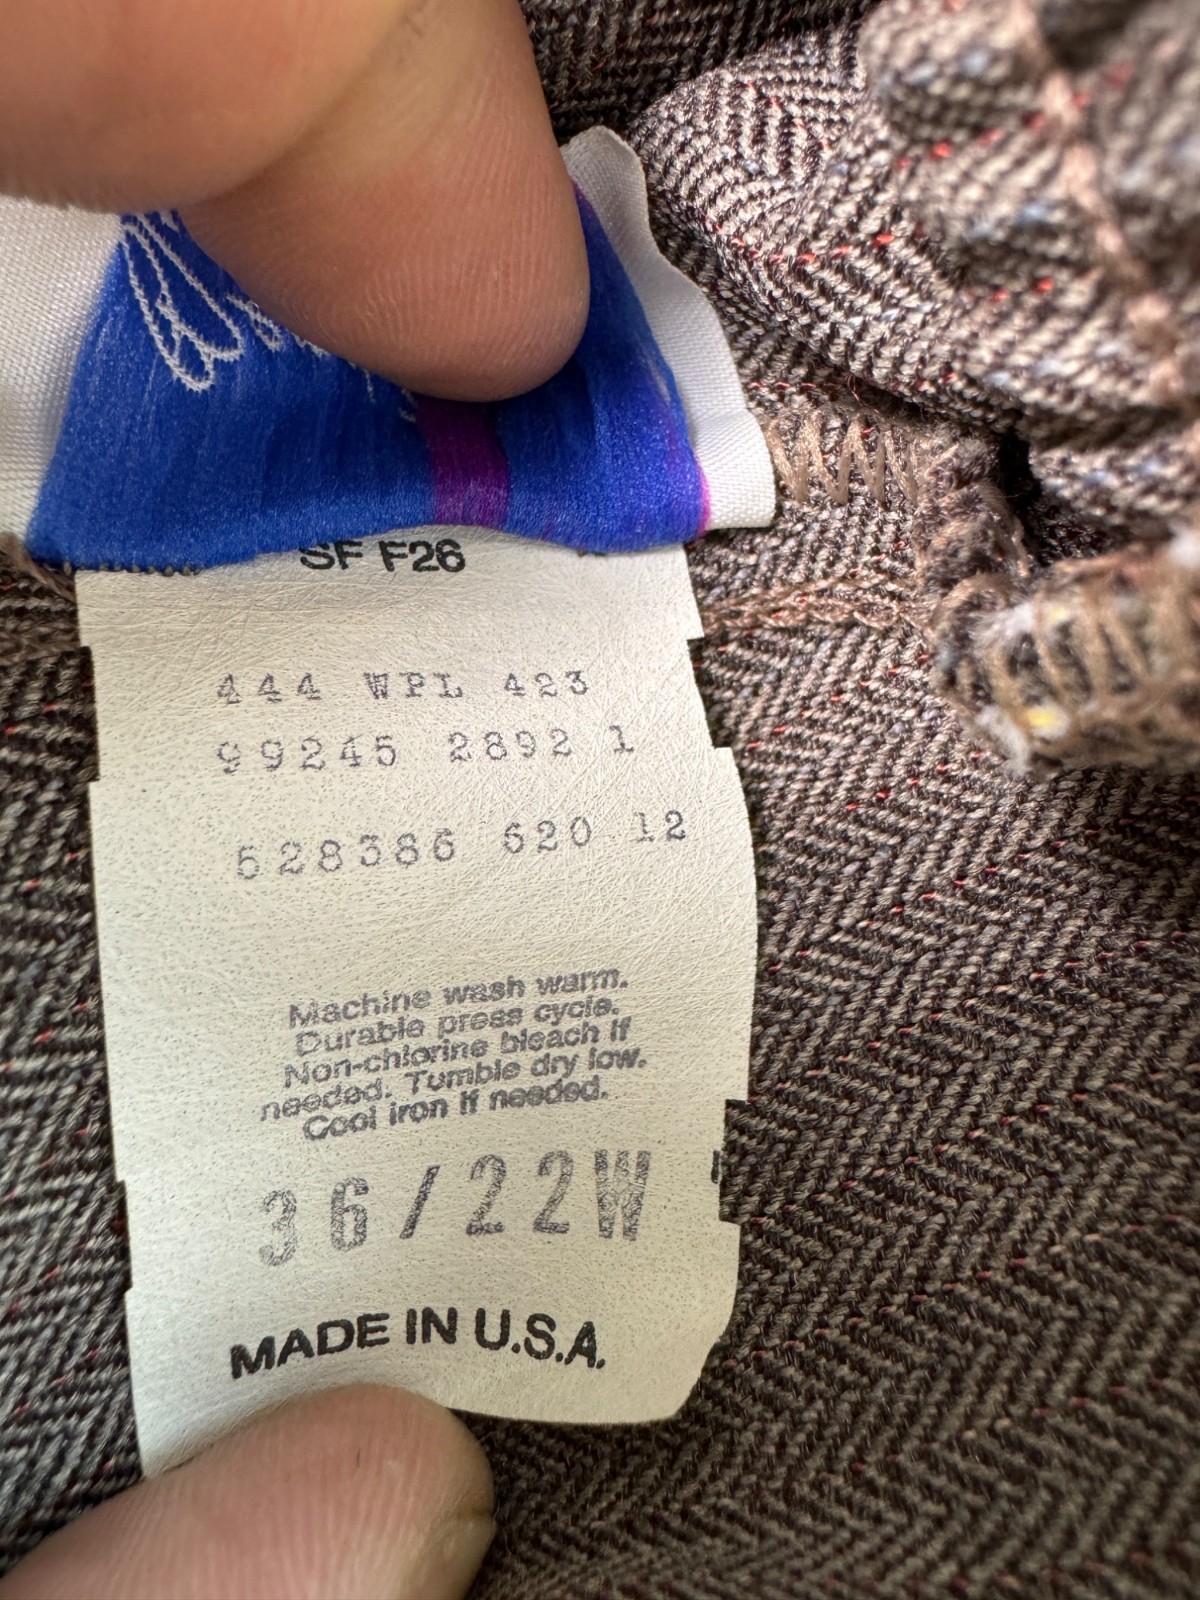 SF F26
444 WPL 423
99245 2892 1
528386 620 12
Machine wash warm.
Durable press cycle.
Non-chlorine bleach if
needed. Tumble dry low.
Cool iron if needed.
36/22W
MADE IN U.S.A.